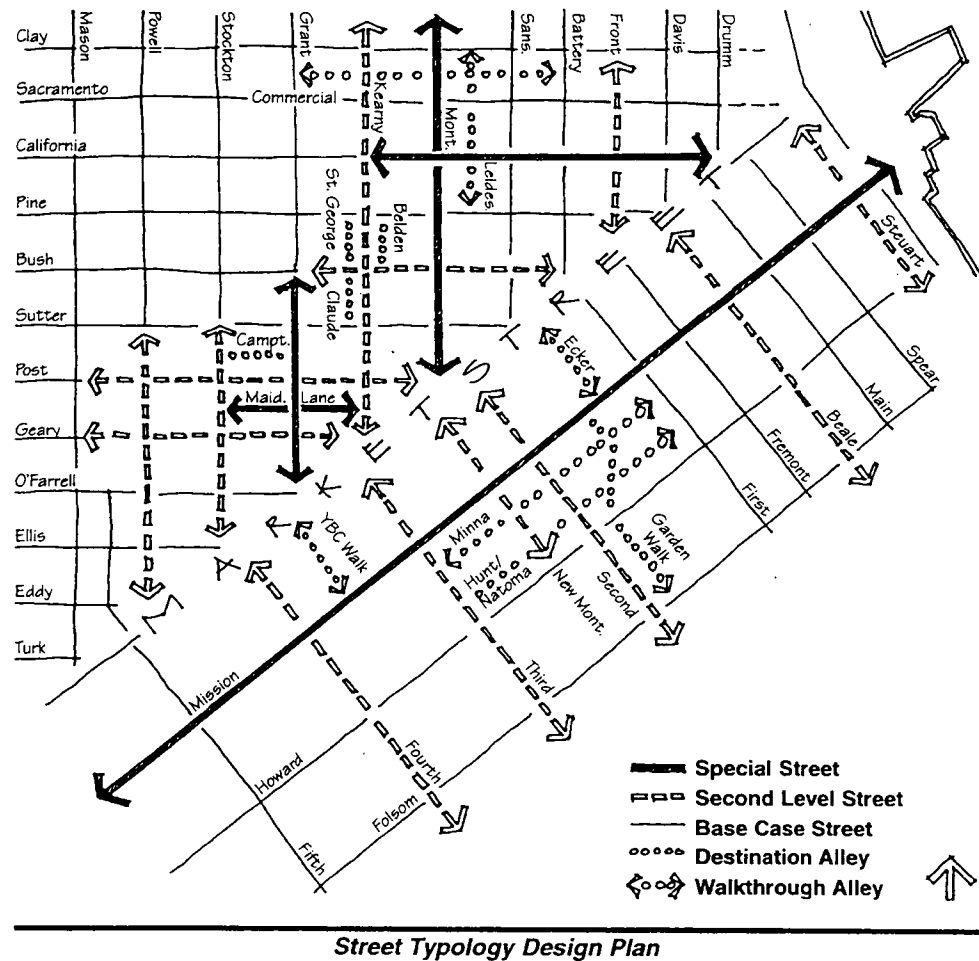 Clay
Mason
Powell
Stockton
Grant
Kearny
Mont.
Sans.
Battery
Front
Davis
Drumm
Sacramento
Commercial
California
Leides.
Pine
St. George
Belden
Bush
Claude
Sutter
Campt.
Post
Maid. Lane
Geary
O'Farrell
Ellis
Eddy
Turk
MARKET STREET
YBC Walk
Ecker
Minna
Hunt/
Natoma
New Mont.
Second
Garden
Walk
Third
Fourth
Fifth
Mission
Howard
Folsom
First
Fremont
Beale
Main
Spear
Steuart
Special Street
Second Level Street
Base Case Street
Destination Alley
Walkthrough Alley
Street Typology Design Plan